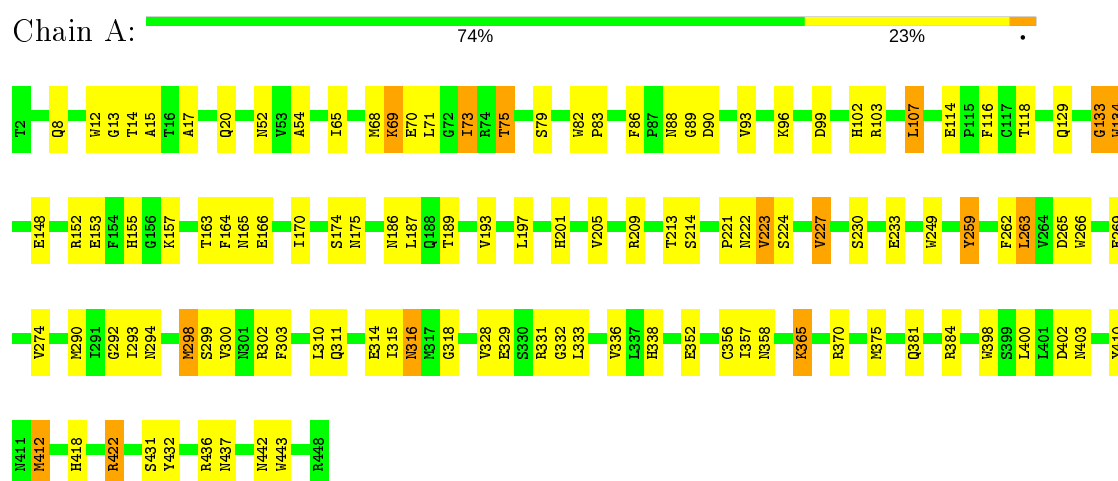 Chain A:
74% 23% •
T2 Q8 W12 G13 T14 A15 T16 A17 Q20 N52 V53 A54 I65 M68 K69 E70 L71 G72 I73 R74 T75 S79 W82 P83 F86 P87 N88 G89 D90 V93 K96 D99 H102 R103 L107 E114 P115 F116 C117 T118 Q129 G133 W134
E148 R152 E153 F154 H155 G156 K157 T163 F164 N165 E166 I170 S174 N175 N186 L187 Q188 T189 V193 L197 H201 V205 R209 T213 S214 P221 N222 V223 S224 V227 S230 E233 W249 Y259 F262 L263 V264 D265 W266
V274 M290 I291 G292 I293 N294 M298 S299 V300 N301 R302 F303 L310 Q311 E314 I315 N316 M317 G318 V328 E329 S330 R331 G332 L333 V336 L337 H338 E352 C356 I357 N358 K365 R370 M375 Q381 R384 W398 S399 L400 L401 D402 N403
N411 M412 H418 R422 S431 Y432 R436 N437 N442 W443 R448